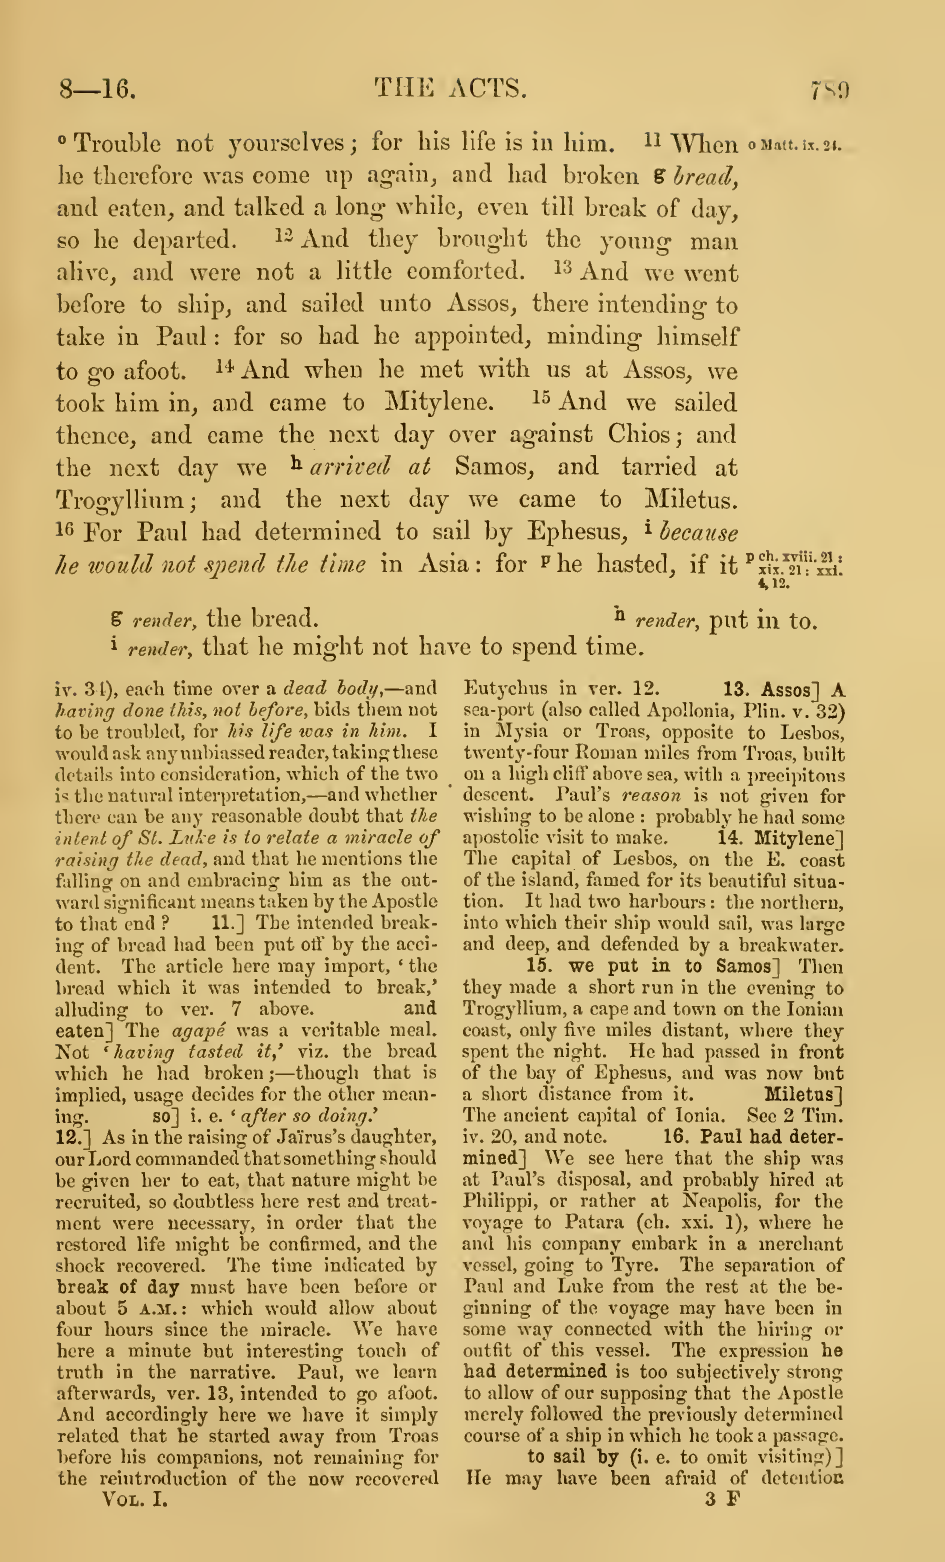 8—16. THE ACTS. 789
o Trouble not yourselves; for his life is in him. 11 When o Matt. ix. 24.
he therefore was come up again, and had broken g bread,
and eaten, and talked a long while, even till break of day,
so he departed. 12 And they brought the young man
alive, and were not a little comforted. 13 And we went
before to ship, and sailed unto Assos, there intending to
take in Paul: for so had he appointed, minding himself
to go afoot. 14 And when he met with us at Assos, we
took him in, and came to Mitylene. 15 And we sailed
thence, and came the next day over against Chios; and
the next day we h arrived at Samos, and tarried at
Trogyllium; and the next day we came to Miletus.
16 For Paul had determined to sail by Ephesus, i because
he would not spend the time in Asia: for p he hasted, if it p ch. xviii. 21:
xix. 21: xxi.
4, 12.
g render, the bread. h render, put in to.
i render, that he might not have to spend time.
iv. 34), each time over a dead body,—and
having done this, not before, bids them not
to be troubled, for his life was in him. I
would ask any unbiassed reader, taking these
details into consideration, which of the two
is the natural interpretation,—and whether
there can be any reasonable doubt that the
intent of St. Luke is to relate a miracle of
raising the dead, and that he mentions the
falling on and embracing him as the out-
ward significant means taken by the Apostle
to that end? 11.] The intended break-
ing of bread had been put off by the acci-
dent. The article here may import, ‘the
bread which it was intended to break,’
alluding to ver. 7 above. and
eaten] The agapé was a veritable meal.
Not ‘having tasted it,’ viz. the bread
which he had broken;—though that is
implied, usage decides for the other mean-
ing. so] i. e. ‘after so doing.’
12.] As in the raising of Jaïrus’s daughter,
our Lord commanded that something should
be given her to eat, that nature might be
recruited, so doubtless here rest and treat-
ment were necessary, in order that the
restored life might be confirmed, and the
shock recovered. The time indicated by
break of day must have been before or
about 5 A.M.: which would allow about
four hours since the miracle. We have
here a minute but interesting touch of
truth in the narrative. Paul, we learn
afterwards, ver. 13, intended to go afoot.
And accordingly here we have it simply
related that he started away from Troas
before his companions, not remaining for
the reintroduction of the now recovered
VOL. I.
Eutychus in ver. 12. 13. Assos] A
sea-port (also called Apollonia, Plin. v. 32)
in Mysia or Troas, opposite to Lesbos,
twenty-four Roman miles from Troas, built
on a high cliff above sea, with a precipitous
descent. Paul’s reason is not given for
wishing to be alone: probably he had some
apostolic visit to make. 14. Mitylene]
The capital of Lesbos, on the E. coast
of the island, famed for its beautiful situa-
tion. It had two harbours: the northern,
into which their ship would sail, was large
and deep, and defended by a breakwater.
15. we put in to Samos] Then
they made a short run in the evening to
Trogyllium, a cape and town on the Ionian
coast, only five miles distant, where they
spent the night. He had passed in front
of the bay of Ephesus, and was now but
a short distance from it. Miletus]
The ancient capital of Ionia. See 2 Tim.
iv. 20, and note. 16. Paul had deter-
mined] We see here that the ship was
at Paul’s disposal, and probably hired at
Philippi, or rather at Neapolis, for the
voyage to Patara (ch. xxi. 1), where he
and his company embark in a merchant
vessel, going to Tyre. The separation of
Paul and Luke from the rest at the be-
ginning of the voyage may have been in
some way connected with the hiring or
outfit of this vessel. The expression he
had determined is too subjectively strong
to allow of our supposing that the Apostle
merely followed the previously determined
course of a ship in which he took a passage.
to sail by (i. e. to omit visiting)]
He may have been afraid of detention
3 F